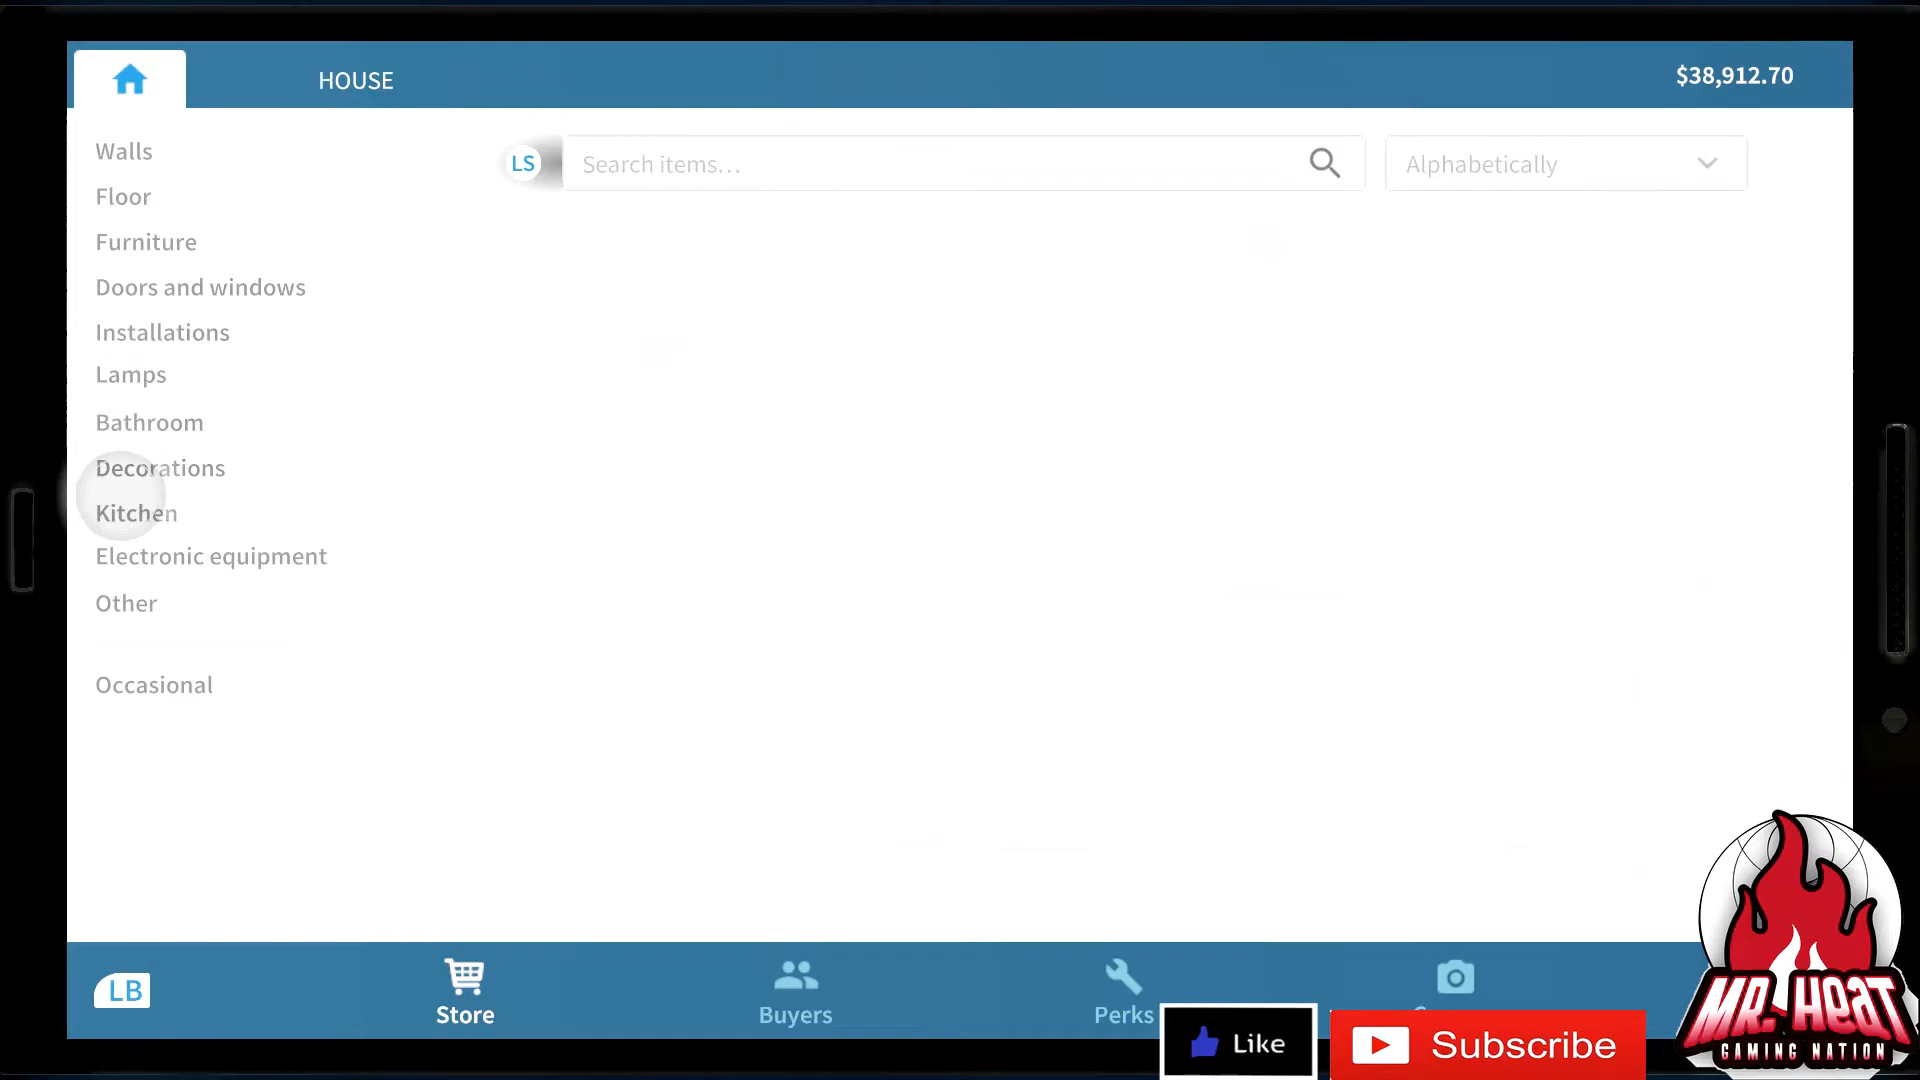 HOUSE
$38,912.70
Walls
Floor
Furniture
Doors and windows
Installations
Lamps
Bathroom
Decorations
Kitchen
Electronic equipment
Other
Occasional
LS
Search items...
Alphabetically
LB
Store
Buyers
Perks
Like
Subscribe
MR. HEAT
GAMING NATION